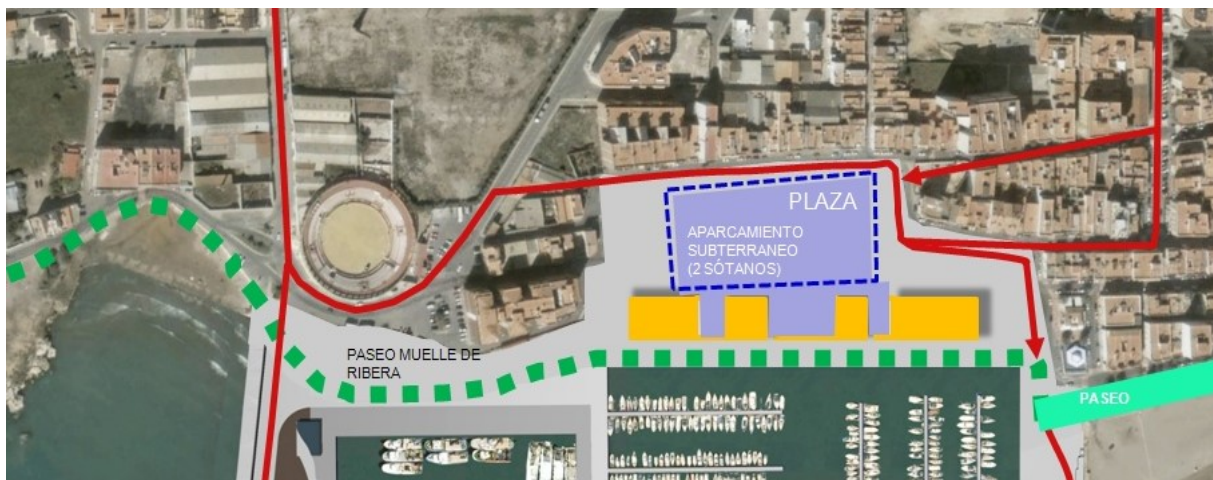 PLAZA
APARCAMIENTO
SUBTERRANEO
(2 SÓTANOS)
PASEO MUELLE DE
RIBERA
PASEO